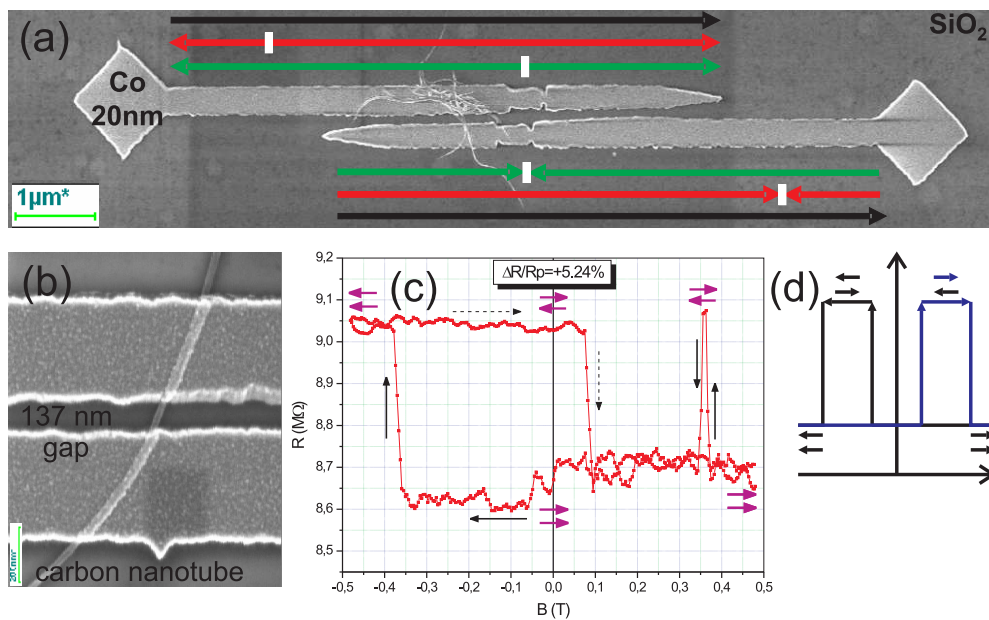 (a)
SiO2
Co
20nm
1µm*
(b)
137 nm
gap
200nm*
carbon nanotube
(c)
ΔR/Rp=+5.24%
9,2
9,1
9,0
8,9
8,8
8,7
8,6
8,5
R (MΩ)
-0,5 -0,4 -0,3 -0,2 -0,1 0,0 0,1 0,2 0,3 0,4 0,5
B (T)
(d)